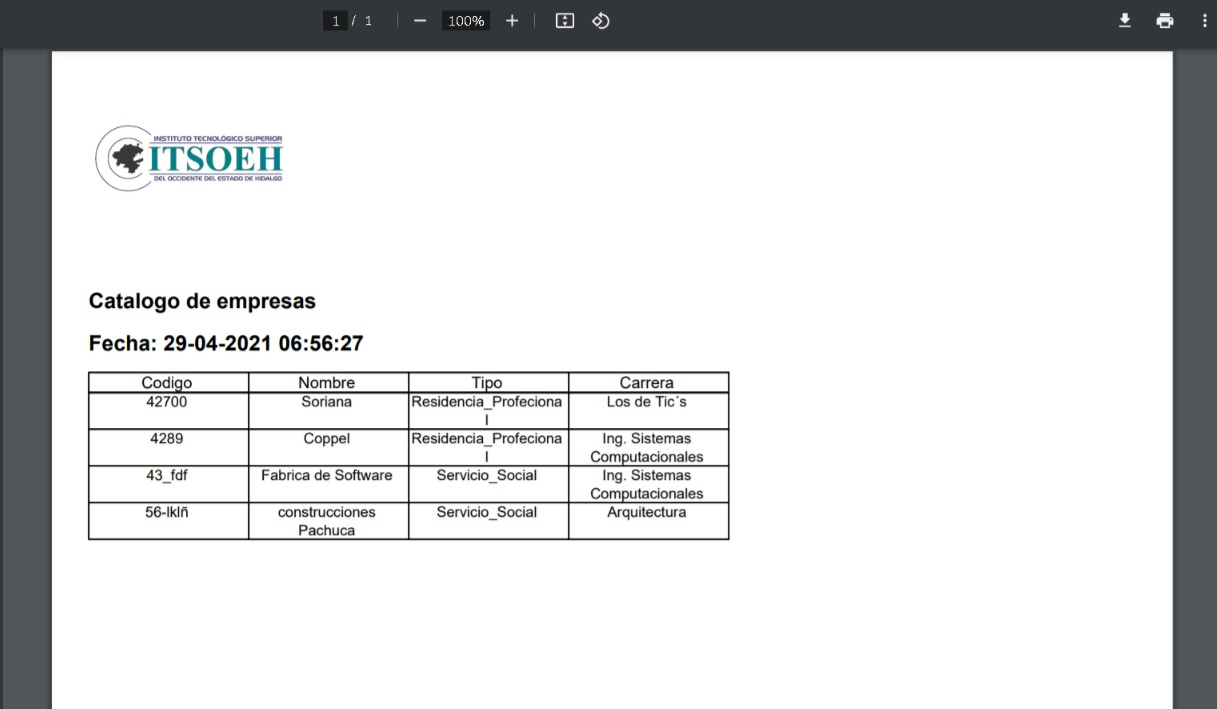 1 / 1 100%
INSTITUTO TECNOLÓGICO SUPERIOR
ITSOEH
DEL OCCIDENTE DEL ESTADO DE HIDALGO
Catalogo de empresas
Fecha: 29-04-2021 06:56:27
Codigo Nombre Tipo Carrera
42700 Soriana Residencia_Profeciona Los de Tic´s
l
4289 Coppel Residencia_Profeciona Ing. Sistemas
l Computacionales
43_fdf Fabrica de Software Servicio_Social Ing. Sistemas
Computacionales
56-lklñ construcciones Servicio_Social Arquitectura
Pachuca